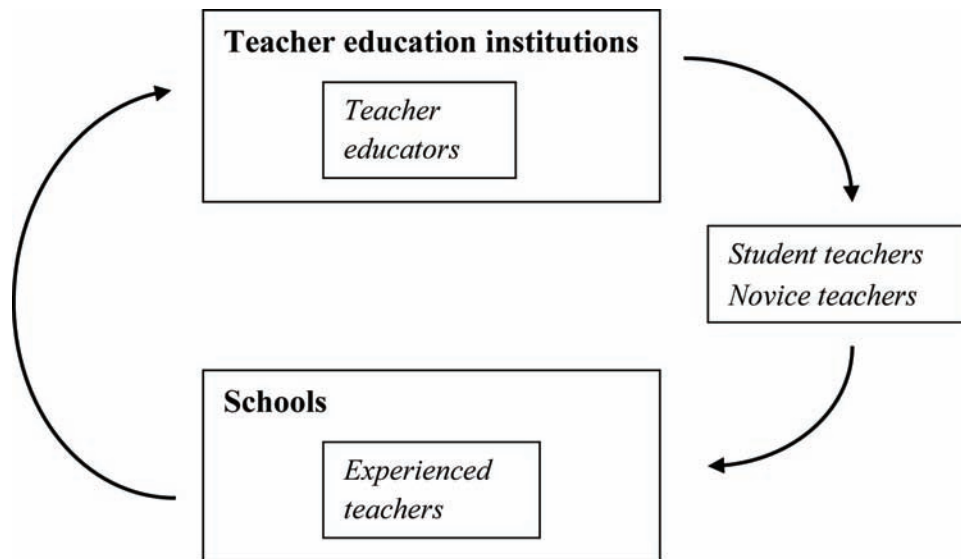 Teacher education institutions
Teacher
educators
Student teachers
Novice teachers
Schools
Experienced
teachers